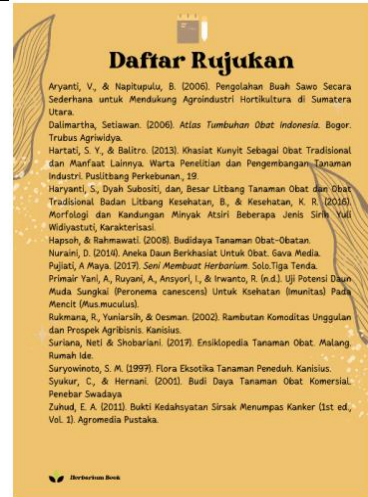 Daftar Rujukan
Aryanti, V., & Napitupulu, B. (2006). Pengolahan Buah Sawo Secara
Sederhana untuk Mendukung Agroindustri Hortikultura di Sumatera
Utara.
Dalimartha, Setiawan. (2006). Atlas Tumbuhan Obat Indonesia. Bogor.
Trubus Agriwidya.
Hartati, S. Y., & Balitro. (2013). Khasiat Kunyit Sebagai Obat Tradisional
dan Manfaat Lainnya. Warta Penelitian dan Pengembangan Tanaman
Industri. Puslitbang Perkebunan., 19.
Haryanti, S., Dyah Subositi, dan, Besar Litbang Tanaman Obat dan Obat
Tradisional Badan Litbang Kesehatan, B., & Kesehatan, K. R. (2016).
Morfologi dan Kandungan Minyak Atsiri Beberapa Jenis Sirih Yuli
Widiyastuti, Karakterisasi.
Hapsoh, & Rahmawati. (2008). Budidaya Tanaman Obat-Obatan.
Nuraini, D. (2014). Aneka Daun Berkhasiat Untuk Obat. Gava Media.
Pujiati, A Maya. (2017). Seni Membuat Herbarium. Solo.Tiga Tenda.
Primair Yani, A., Ruyani, A., Ansyori, I., & Irwanto, R. (n.d.). Uji Potensi Daun
Muda Sungkai (Peronema canescens) Untuk Ksehatan (Imunitas) Pada
Mencit (Mus.muculus).
Rukmana, R., Yuniarsih, & Oesman. (2002). Rambutan Komoditas Unggulan
dan Prospek Agribisnis. Kanisius.
Suriana, Neti & Shobariani. (2017). Ensiklopedia Tanaman Obat. Malang.
Rumah Ide.
Suryowinoto, S. M. (1997). Flora Eksotika Tanaman Peneduh. Kanisius.
Syukur, C., & Hernani. (2001). Budi Daya Tanaman Obat Komersial.
Penebar Swadaya
Zuhud, E. A. (2011). Bukti Kedahsyatan Sirsak Menumpas Kanker (1st ed.,
Vol. 1). Agromedia Pustaka.
Herbarium Book